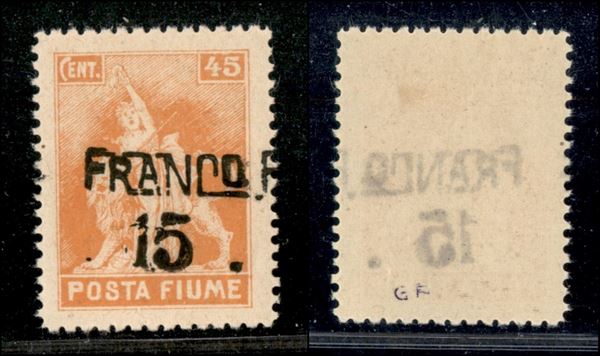 CENT. 45
FRANCO F
15 .
POSTA FIUME
GF